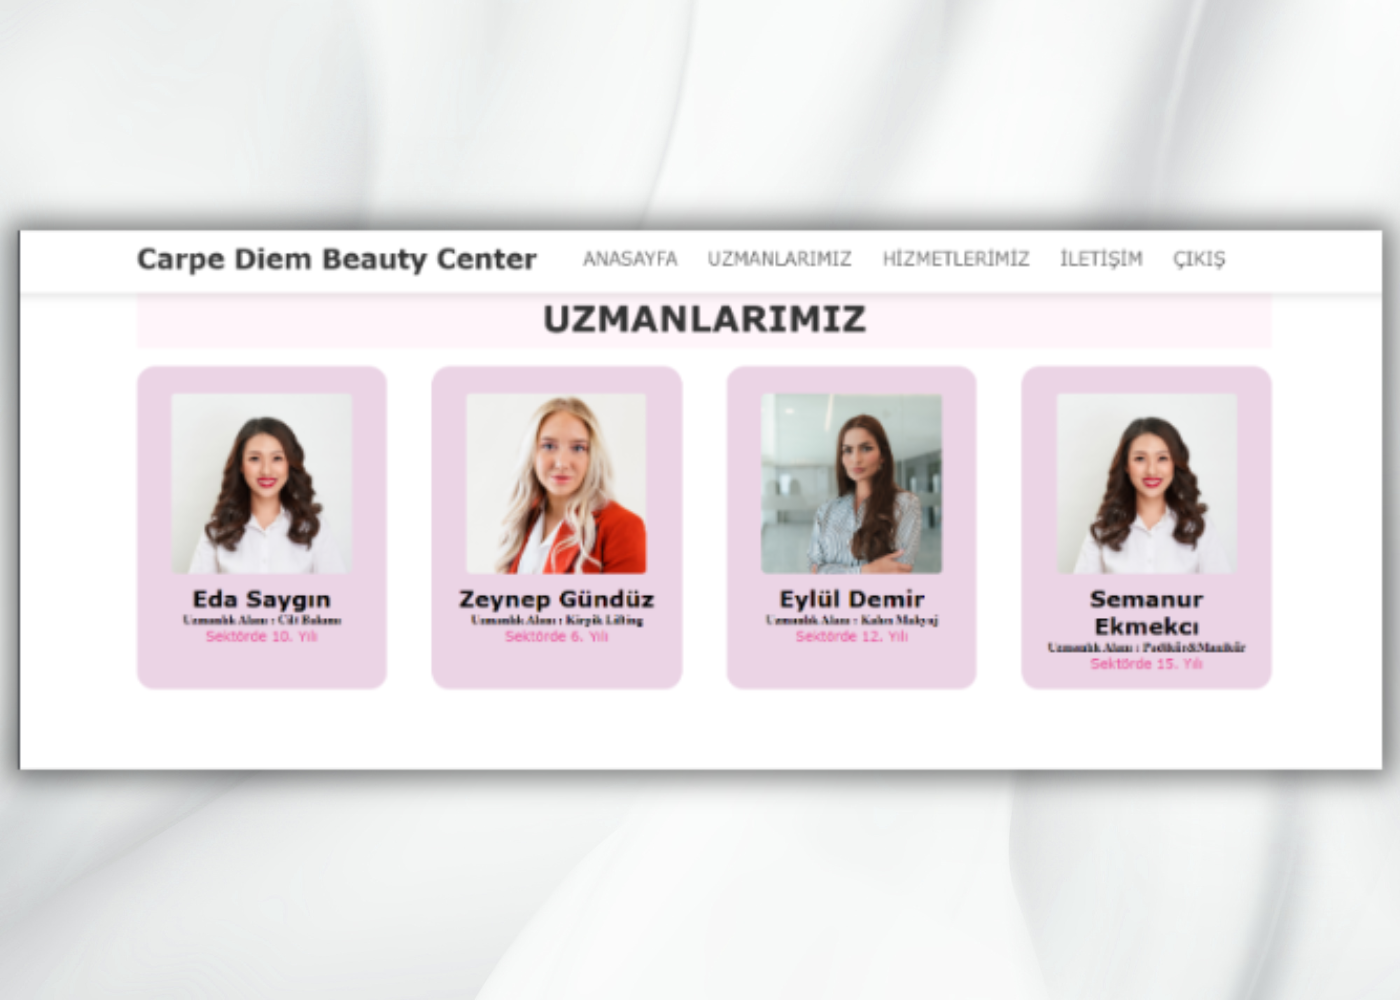 Carpe Diem Beauty Center ANASAYFA UZMANLARIMIZ HİZMETLERİMİZ İLETİŞİM ÇIKIŞ
UZMANLARIMIZ
Eda Saygın
Uzmanlık Alanı : Cilt Bakımı
Sektörde 10. Yılı
Zeynep Gündüz
Uzmanlık Alanı : Kirpik Lifting
Sektörde 6. Yılı
Eylül Demir
Uzmanlık Alanı : Kalıcı Makyaj
Sektörde 12. Yılı
Semanur
Ekmekcı
Uzmanlık Alanı : Pedikür&Manikür
Sektörde 15. Yılı